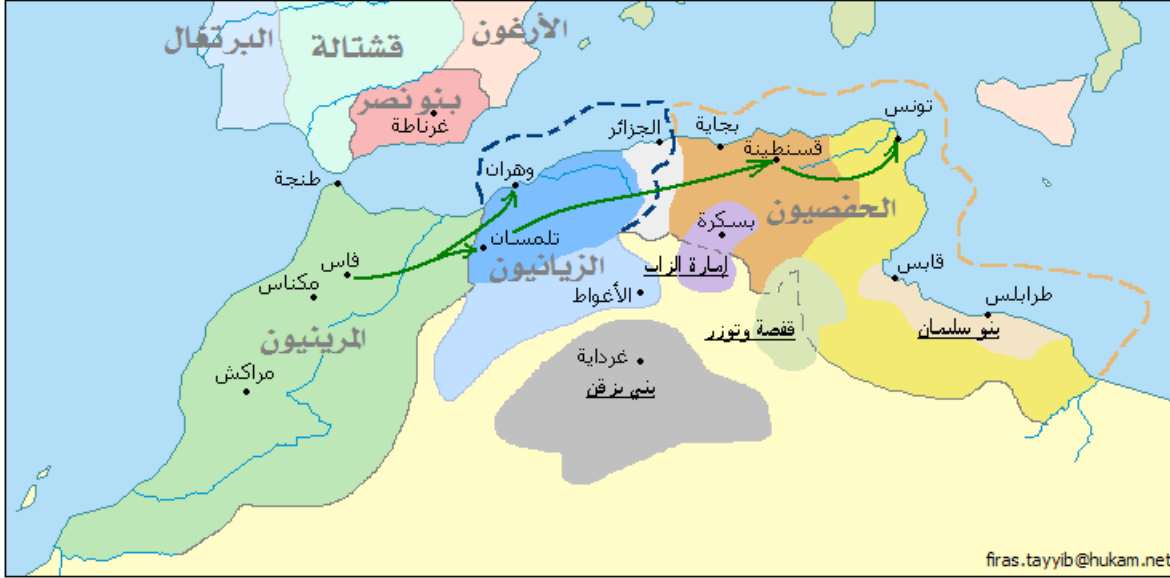 الأرغون
قشتالة
البرتغال
بنو نصر
غرناطة
تونس
بجاية
الجزائر
قسنطينة
وهران
طنجة
الحفصيون
بسكرة
تلمسان
الزيانيون
إمارة الزاب
قابس
فاس
مكناس
الأغواط
طرابلس
بنو سليمان
قفصة وتوزر
المرينيون
غرداية
مراكش
بني يزقن
firas.tayyib@hukam.net